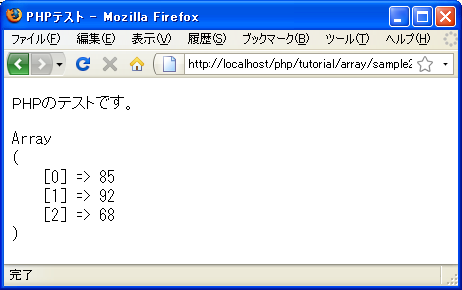 PHPテスト - Mozilla Firefox
ファイル(F) 編集(E) 表示(V) 履歴(S) ブックマーク(B) ツール(T) ヘルプ(H)
http://localhost/php/tutorial/array/sample2
PHPのテストです。
Array
(
[0] => 85
[1] => 92
[2] => 68
)
完了